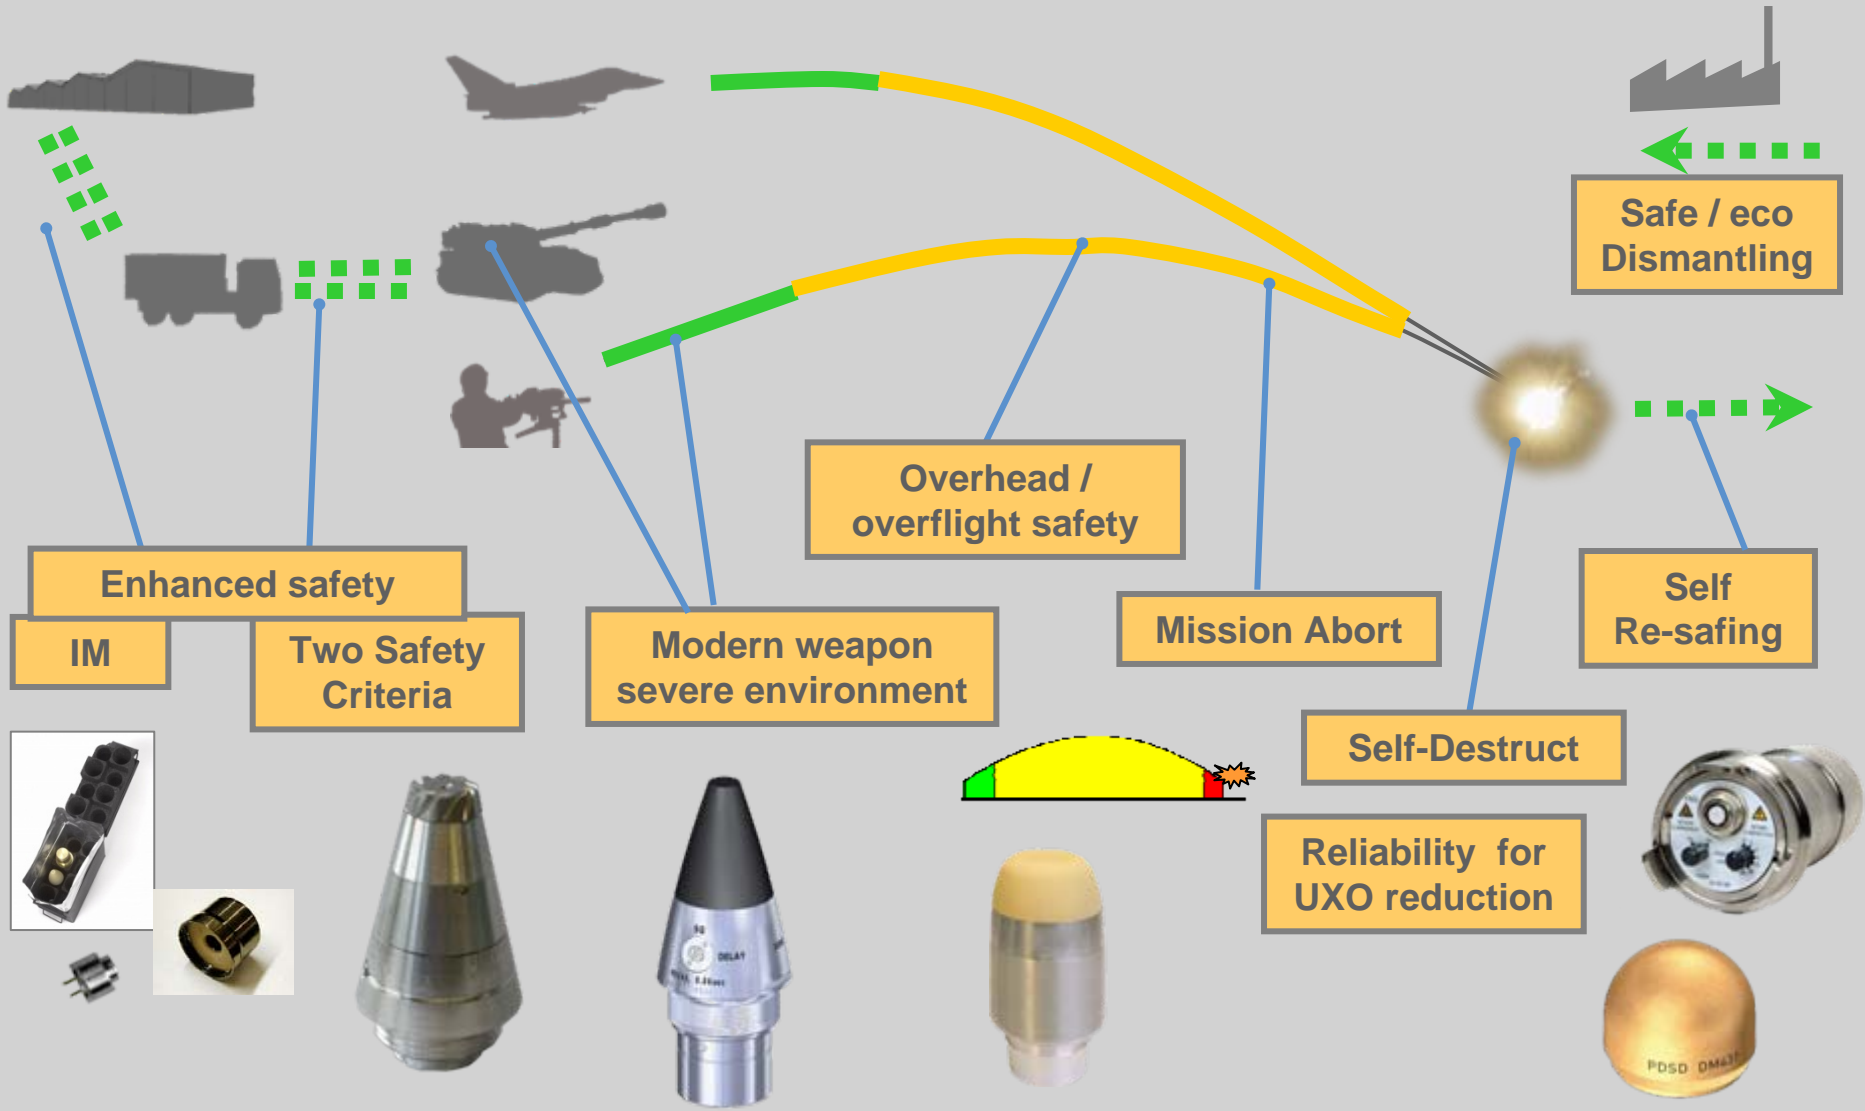 Safe / eco
Dismantling
Overhead /
overflight safety
Enhanced safety
IM
Two Safety
Criteria
Modern weapon
severe environment
Mission Abort
Self
Re-safing
Self-Destruct
Reliability for
UXO reduction
SQ
DELAY
PDSD